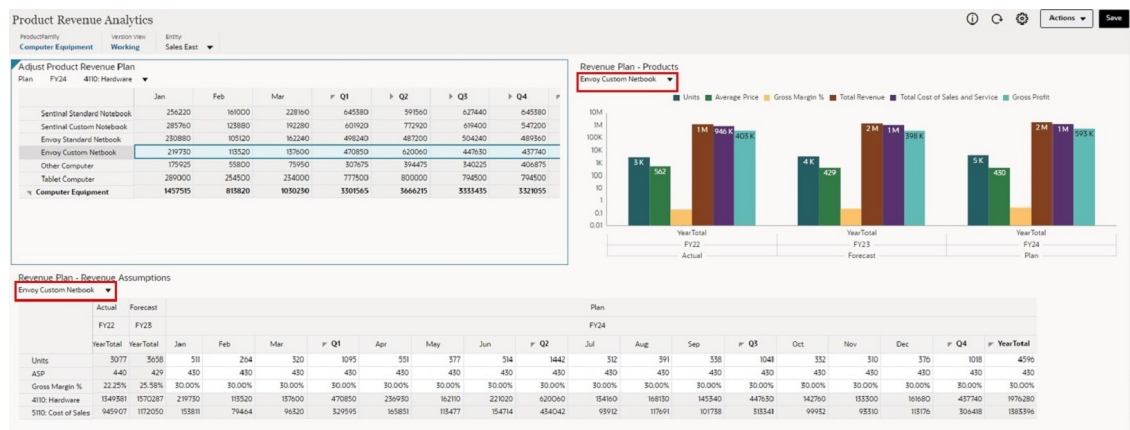 Product Revenue Analytics
Actions
Save
ProductFamily Version View Entity
Computer Equipment Working Sales East
Adjust Product Revenue Plan
Plan FY24 4110: Hardware
Jan Feb Mar Q1 Q2 Q3 Q4
Sentinal Standard Notebook 256220 161000 228160 645380 591560 627440 645380
Sentinal Custom Notebook 285760 123880 192280 601920 772920 619400 547200
Envoy Standard Netbook 230880 105120 162240 498240 487200 504240 489360
Envoy Custom Netbook 219730 113520 137600 470850 620060 447630 437740
Other Computer 175925 55800 75950 307675 394475 340225 406875
Tablet Computer 289000 254500 234000 777500 800000 794500 794500
Computer Equipment 1457515 813820 1030230 3301565 3666215 3333435 3321055
Revenue Plan - Products
Envoy Custom Netbook
Units Average Price Gross Margin % Total Revenue Total Cost of Sales and Service Gross Profit
10M
1M
100K
10K
1K
100
10
1
0.1
0.01
3 K 562 1 M 946 K 403 K
4 K 429 2 M 1 M 398 K
5 K 430 2 M 1 M 593 K
YearTotal YearTotal YearTotal
FY22 FY23 FY24
Actual Forecast Plan
Revenue Plan - Revenue Assumptions
Envoy Custom Netbook
Actual Forecast Plan
FY22 FY23 FY24
YearTotal YearTotal Jan Feb Mar Q1 Apr May Jun Q2 Jul Aug Sep Q3 Oct Nov Dec Q4 YearTotal
Units 3077 3658 511 264 320 1095 551 377 514 1442 312 391 338 1041 332 310 376 1018 4596
ASP 440 429 430 430 430 430 430 430 430 430 430 430 430 430 430 430 430 430 430
Gross Margin % 22.25% 25.58% 30.00% 30.00% 30.00% 30.00% 30.00% 30.00% 30.00% 30.00% 30.00% 30.00% 30.00% 30.00% 30.00% 30.00% 30.00% 30.00% 30.00%
4110: Hardware 1349381 1570287 219730 113520 137600 470850 236930 162110 221020 620060 134160 168130 145340 447630 142760 133300 161680 437740 1976280
5110: Cost of Sales 945907 1172050 153811 79464 96320 329595 165851 113477 154714 434042 93912 117691 101738 313341 99932 93310 113176 306418 1383396